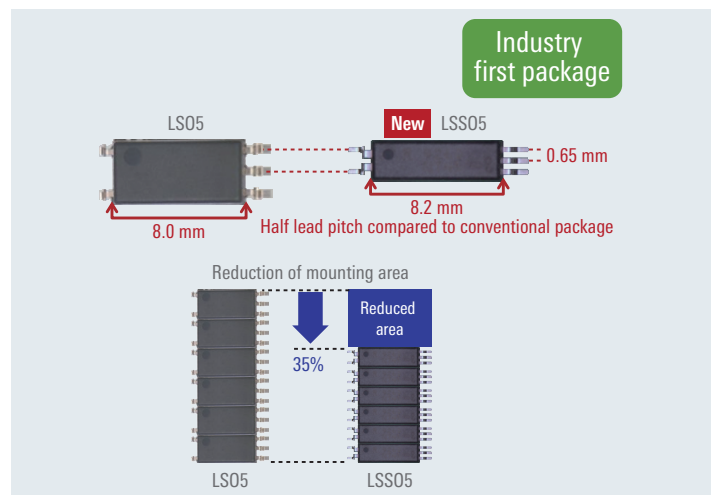 Industry
first package
LSO5
New
LSSO5
0.65 mm
8.0 mm
8.2 mm
Half lead pitch compared to conventional package
Reduction of mounting area
Reduced
area
35%
LSO5
LSSO5